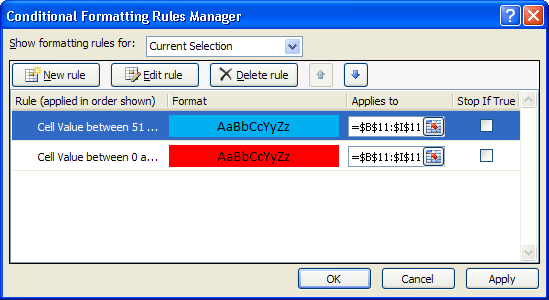 Conditional Formatting Rules Manager
Show formatting rules for: Current Selection
New rule Edit rule Delete rule
Rule (applied in order shown) Format Applies to Stop If True
Cell Value between 51 ... AaBbCcYyZz =$B$11:$I$11
Cell Value between 0 a... AaBbCcYyZz =$B$11:$I$11
OK Cancel Apply